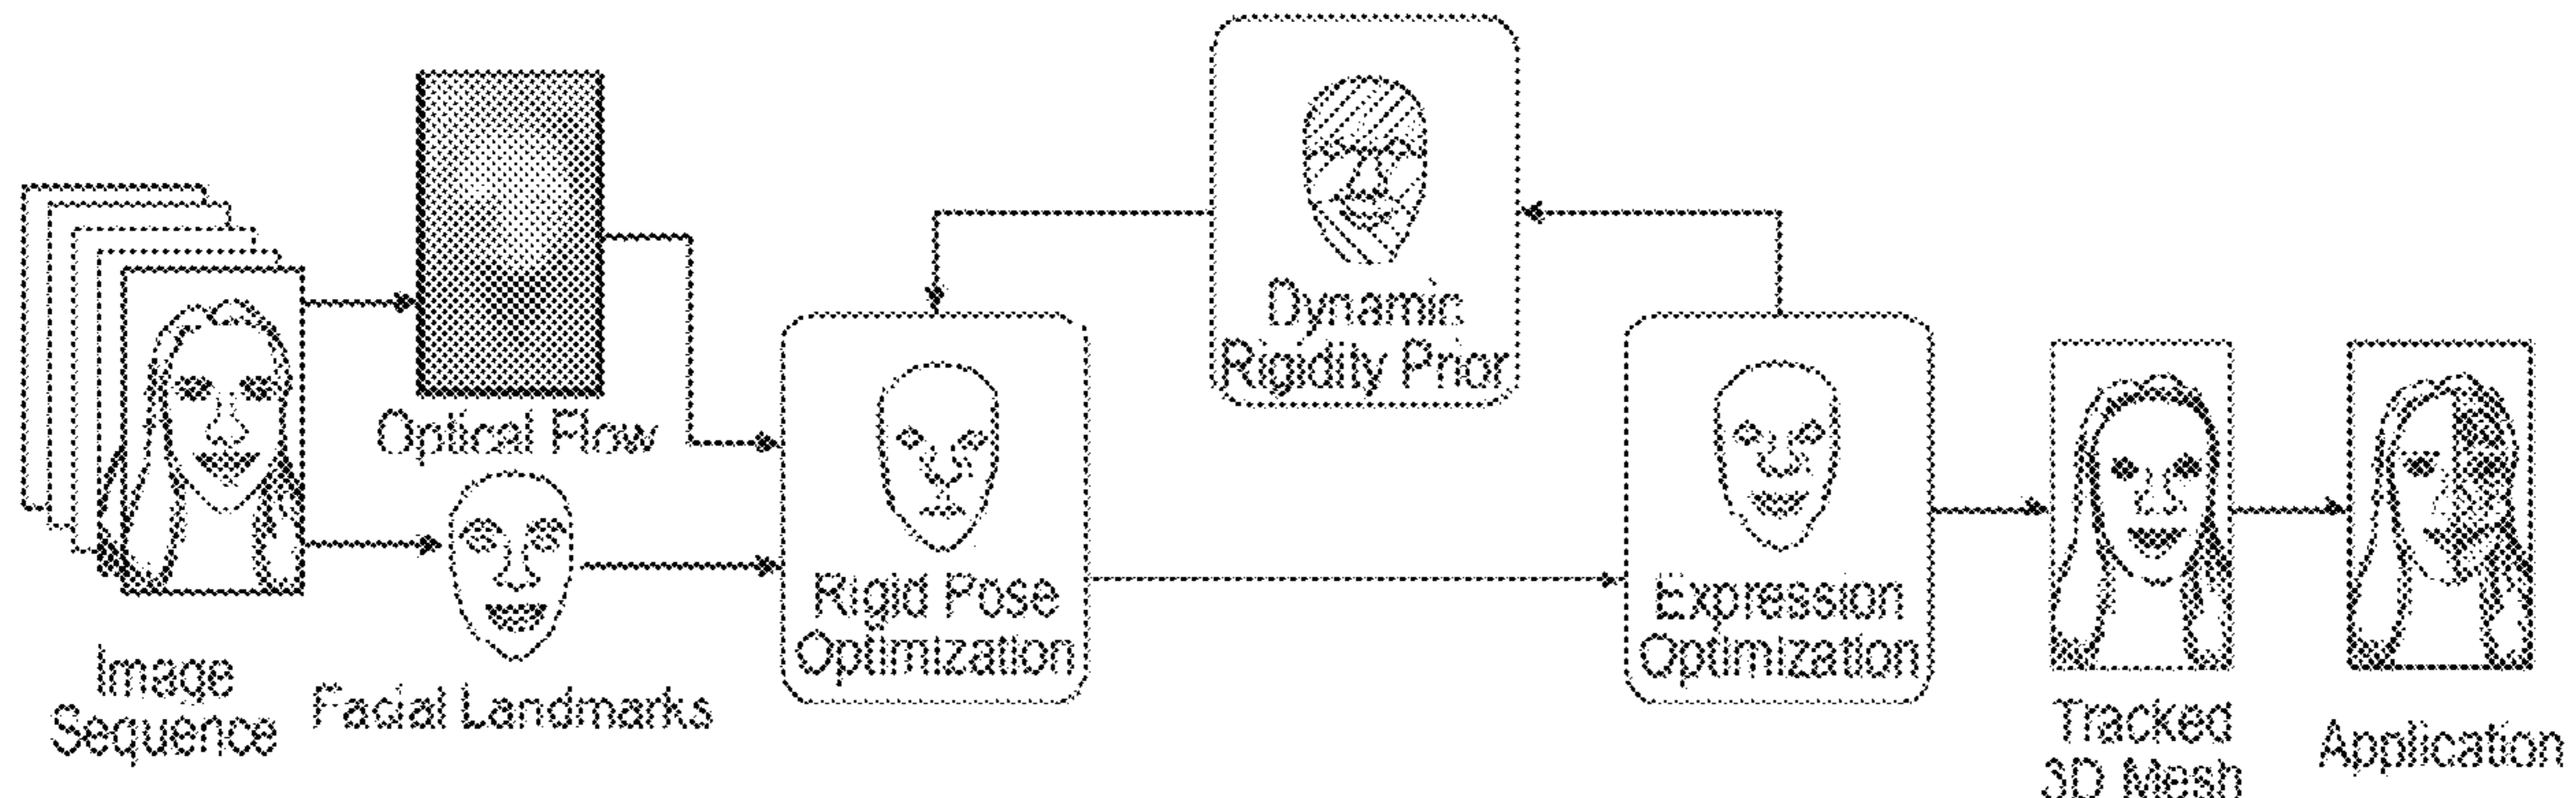 Image
Sequence
Optical Flow
Facial Landmarks
Rigid Pose
Optimization
Dynamic
Rigidity Prior
Expression
Optimization
Tracked
3D Mesh
Application